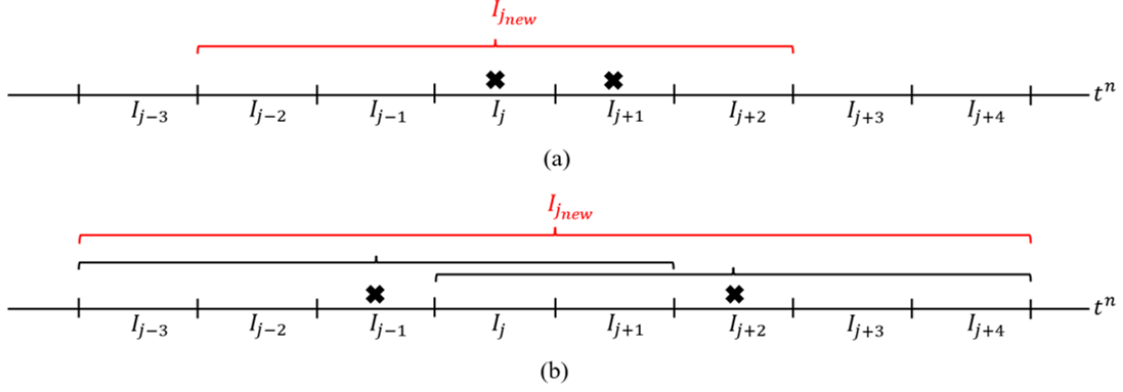 I_{j_{new}}
I_{j-3} I_{j-2} I_{j-1} I_j I_{j+1} I_{j+2} I_{j+3} I_{j+4} t^n
(a)
I_{j_{new}}
I_{j-3} I_{j-2} I_{j-1} I_j I_{j+1} I_{j+2} I_{j+3} I_{j+4} t^n
(b)